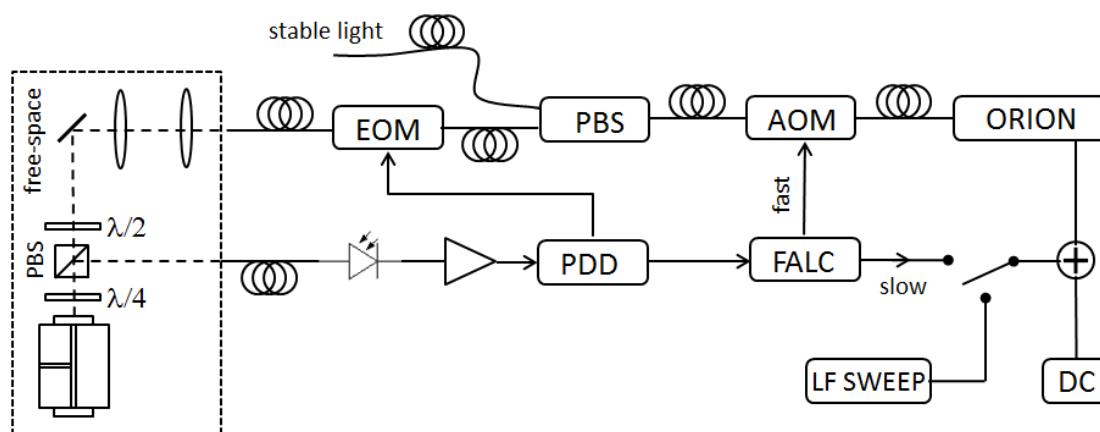 stable light
free-space
EOM
PBS
AOM
ORION
λ/2
PBS
fast
PDD
FALC
slow
λ/4
LF SWEEP
DC